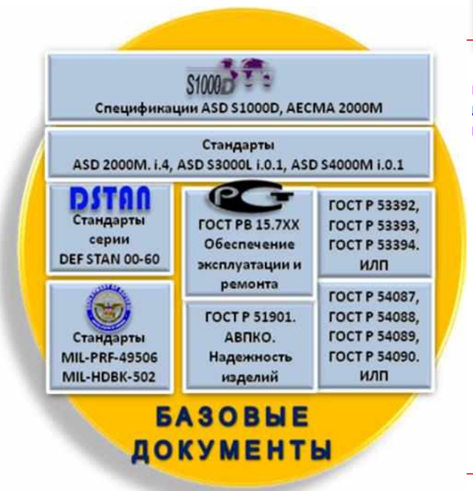 S1000D
Спецификации ASD S1000D, AECMA 2000M
Стандарты
ASD 2000M. i.4, ASD S3000L i.0.1, ASD S4000M i.0.1
DSTAN
Стандарты
серии
DEF STAN 00-60
Стандарты
MIL-PRF-49506
MIL-HDBK-502
ГОСТ РВ 15.7XX
Обеспечение
эксплуатации и
ремонта
ГОСТ Р 51901.
АВПКО.
Надежность
изделий
ГОСТ Р 53392,
ГОСТ Р 53393,
ГОСТ Р 53394.
ИЛП
ГОСТ Р 54087,
ГОСТ Р 54088,
ГОСТ Р 54089,
ГОСТ Р 54090.
ИЛП
БАЗОВЫЕ
ДОКУМЕНТЫ